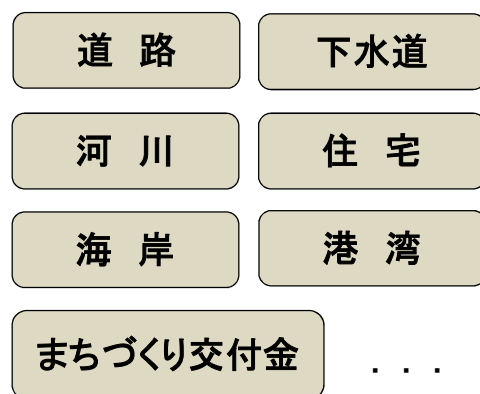 道　路　下水道
河　川　住　宅
海　岸　港　湾
まちづくり交付金　．．．